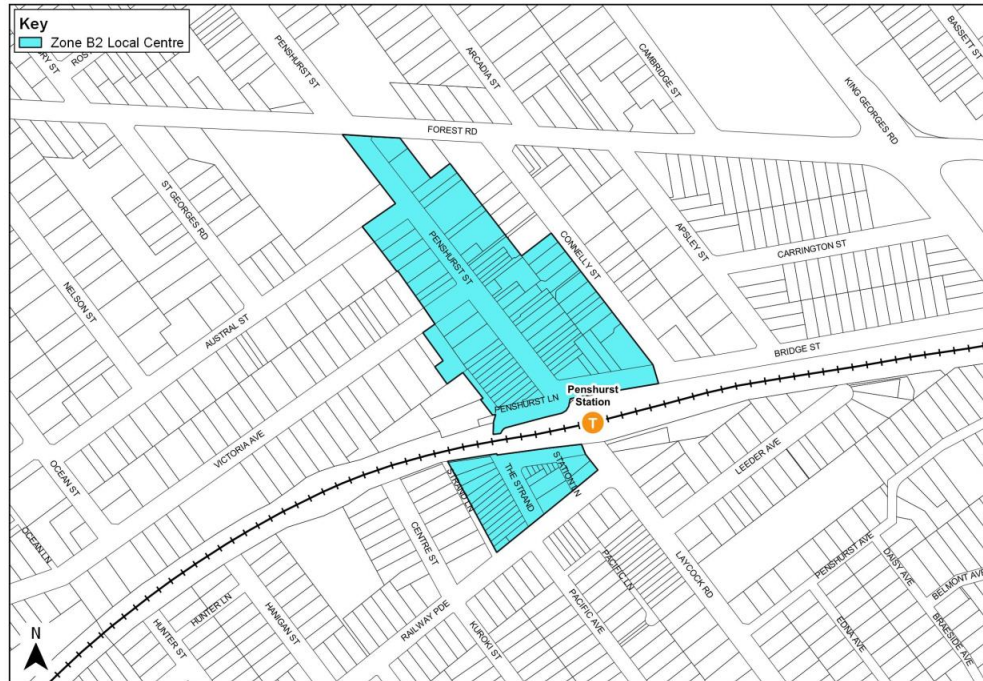 Key
Zone B2 Local Centre
ROS
PENSHURST ST
ARCADIA ST
CAMBRIDGE ST
BASSETT ST
KING GEORGES RD
FOREST RD
ST GEORGES RD
PENSHURST ST
CONNELLY ST
APSLEY ST
CARRINGTON ST
NELSON ST
AUSTRAL ST
BRIDGE ST
Penshurst
Station
T
PENSHURST LN
VICTORIA AVE
LEEDER AVE
OCEAN ST
STRAND LN
THE STRAND
STATION LN
OCEAN LN
CENTRE ST
PACIFIC LN
LAYCOCK RD
PENSHURST AVE
DAISY AVE
BELMONT AVE
HUNTER LN
HANIGAN ST
RAILWAY PDE
PACIFIC AVE
HUNTER ST
KUROKI ST
EDNA AVE
BRAESIDE AVE
N